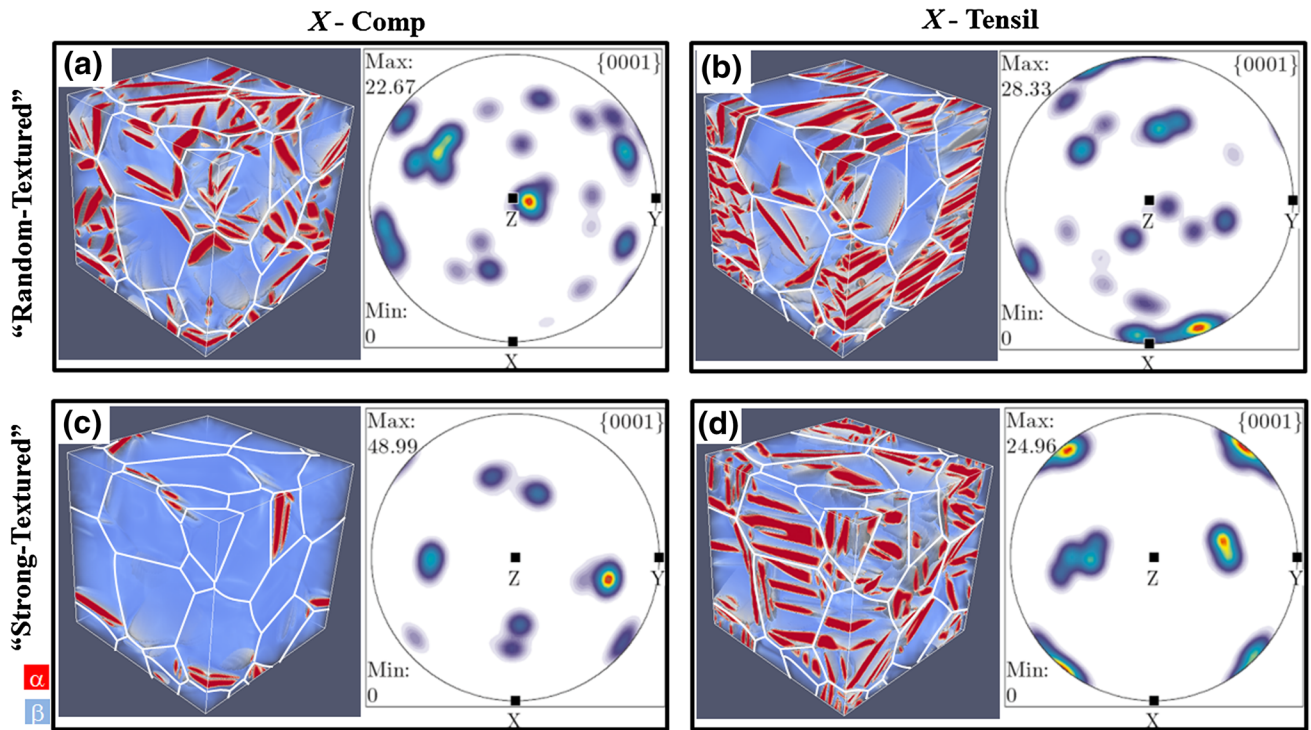 X - Comp
X - Tensil
“Random-Textured”
(a)
Max:
22.67
{0001}
Z
Y
Min:
0
X
(b)
Max:
28.33
{0001}
Z
Y
Min:
0
X
“Strong-Textured”
(c)
Max:
48.99
{0001}
Z
Y
Min:
0
X
(d)
Max:
24.96
{0001}
Z
Y
Min:
0
X
α
β